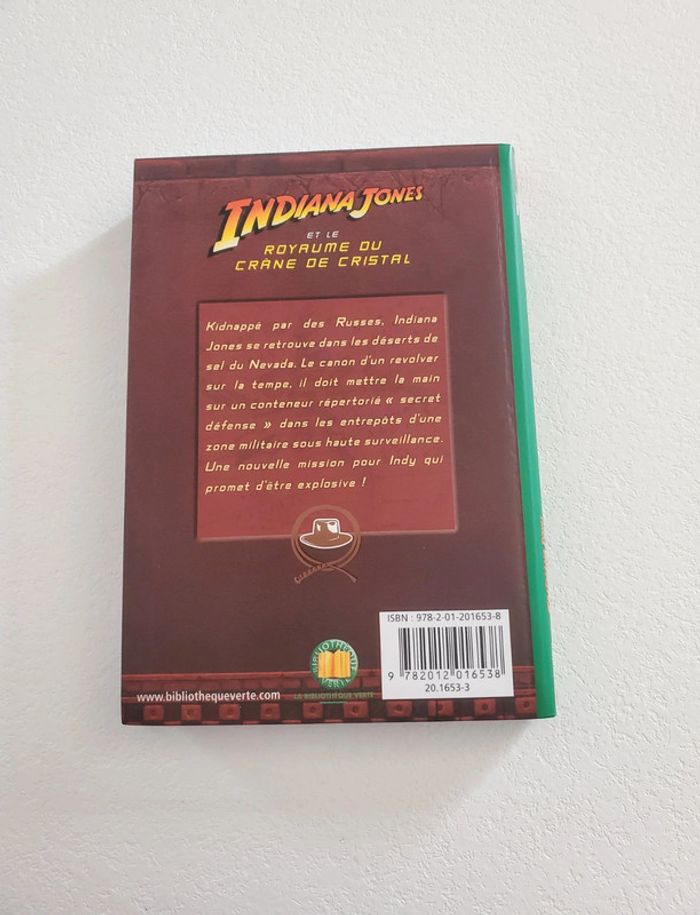 INDIANA JONES
ET LE
ROYAUME DU
CRÂNE DE CRISTAL
Kidnappé par des Russes, Indiana
Jones se retrouve dans les déserts de
sel du Nevada. Le canon d'un revolver
sur la tempe, il doit mettre la main
sur un conteneur répertorié « secret
défense » dans les entrepôts d'une
zone militaire sous haute surveillance.
Une nouvelle mission pour Indy qui
promet d'être explosive !
ISBN : 978-2-01-201653-8
9 782012 016538
20.1653-3
BIBLIOTHEQUE
VERTE
LA BIBLIOTHÈQUE VERTE
www.bibliothequeverte.com